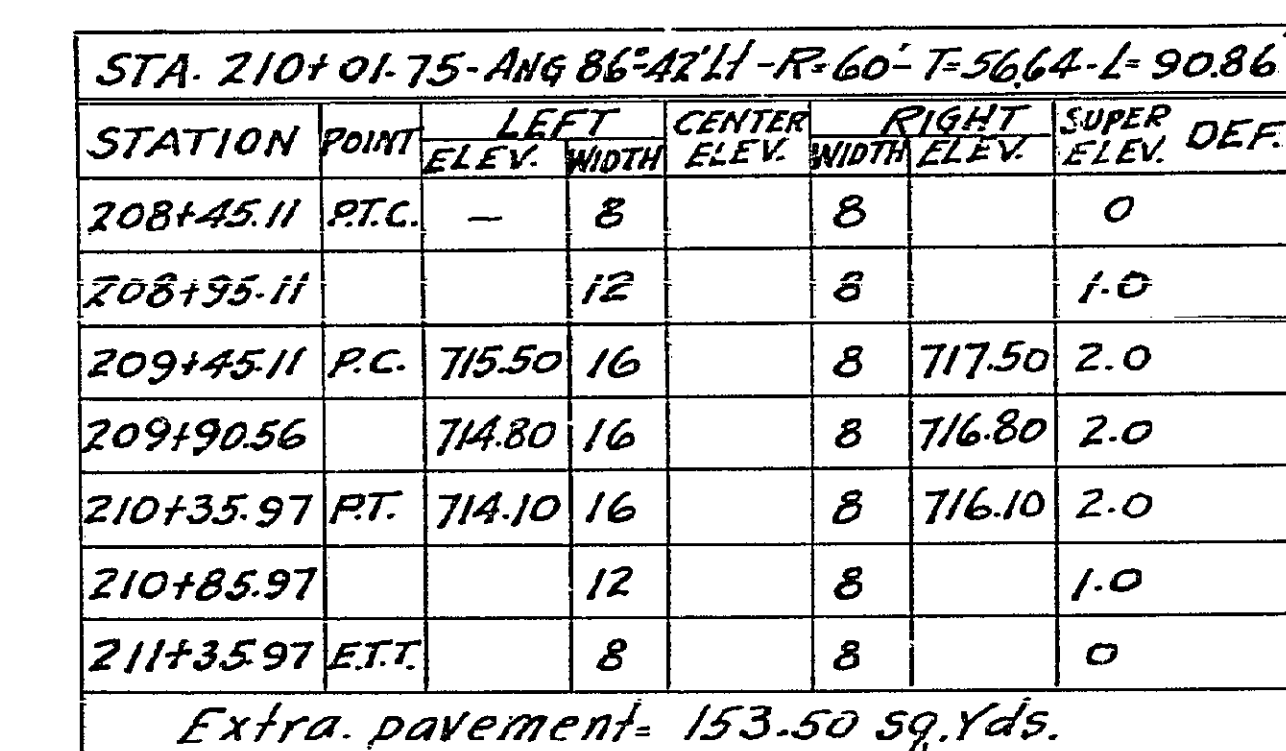 STA. 210+01.75-ANG 86°-42'Lt-R=60'-T=56.64-L=90.86'
STATION POINT LEFT ELEV. WIDTH CENTER ELEV. RIGHT WIDTH ELEV. SUPER ELEV. DEF.
208+45.11 P.T.C. — 8 8 0
208+95.11 12 8 1.0
209+45.11 P.C. 715.50 16 8 717.50 2.0
209+90.56 714.80 16 8 716.80 2.0
210+35.97 P.T. 714.10 16 8 716.10 2.0
210+85.97 12 8 1.0
211+35.97 E.T.T. 8 8 0
Extra. pavement= 153.50 sq.Yds.